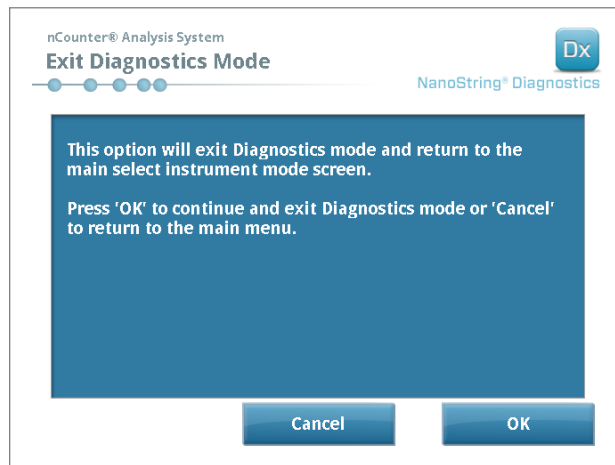 nCounter® Analysis System
Exit Diagnostics Mode
Dx
NanoString® Diagnostics
This option will exit Diagnostics mode and return to the
main select instrument mode screen.
Press 'OK' to continue and exit Diagnostics mode or 'Cancel'
to return to the main menu.
Cancel
OK